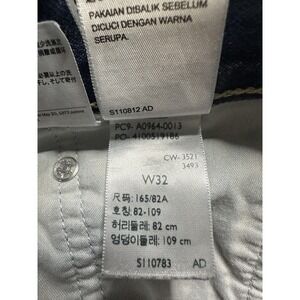 PAKAIAN DIBALIK SEBELUM
DICUCI DENGAN WARNA
SERUPA.
S110812 AD
PC9- A0964-0013
PO- 4100519186
CW-3521
3493
W32
尺码: 165/82A
호칭: 82-109
허리둘레: 82 cm
엉덩이둘레: 109 cm
S110783 AD